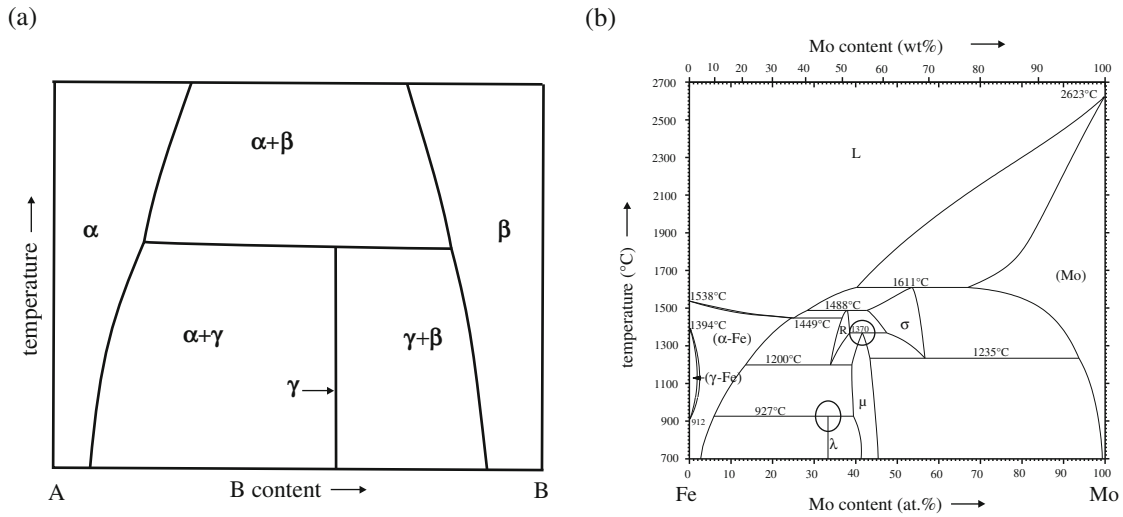 (a)
α
α+β
β
α+γ
γ+β
γ
temperature
A
B content
B
(b)
Mo content (wt%)
0 10 20 30 40 50 60 70 80 90 100
2700
2500
2300
2100
1900
1700
1500
1300
1100
900
700
temperature (°C)
2623°C
L
(Mo)
1611°C
1538°C
1488°C
1449°C
1394°C
R
1370
σ
(α-Fe)
1200°C
1235°C
(γ-Fe)
μ
927°C
912
λ
0 10 20 30 40 50 60 70 80 90 100
Fe
Mo content (at.%)
Mo